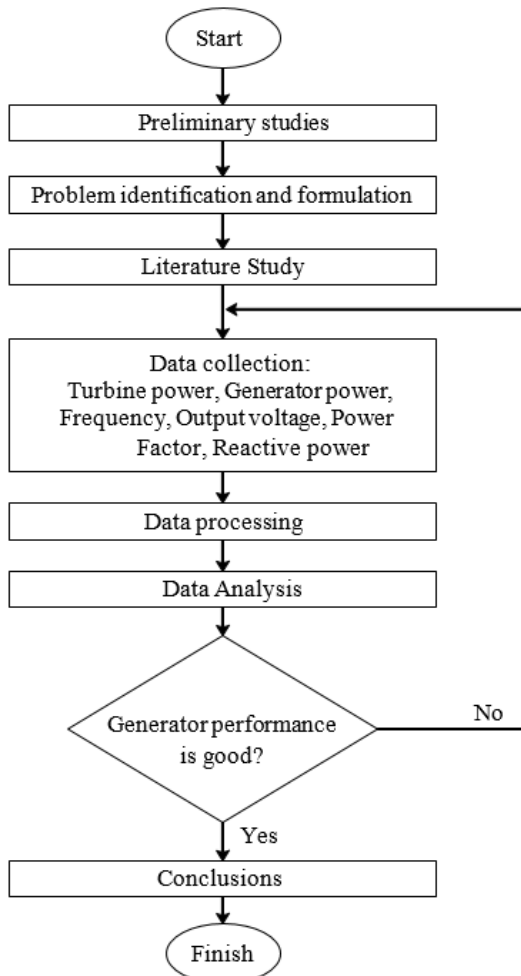 Start
Preliminary studies
Problem identification and formulation
Literature Study
Data collection:
Turbine power, Generator power,
Frequency, Output voltage, Power
Factor, Reactive power
Data processing
Data Analysis
Generator performance
is good?
No
Yes
Conclusions
Finish